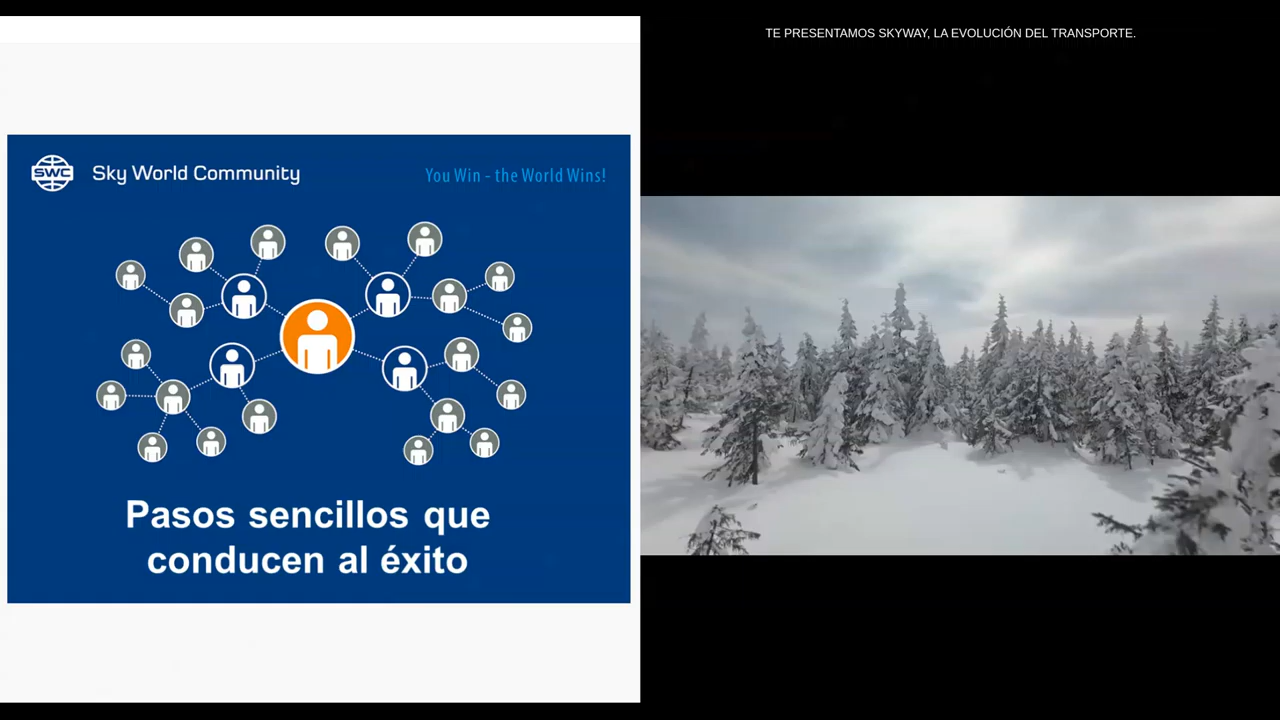 SWC
Sky World Community
You Win - the World Wins!
Pasos sencillos que
conducen al éxito
TE PRESENTAMOS SKYWAY, LA EVOLUCIÓN DEL TRANSPORTE.